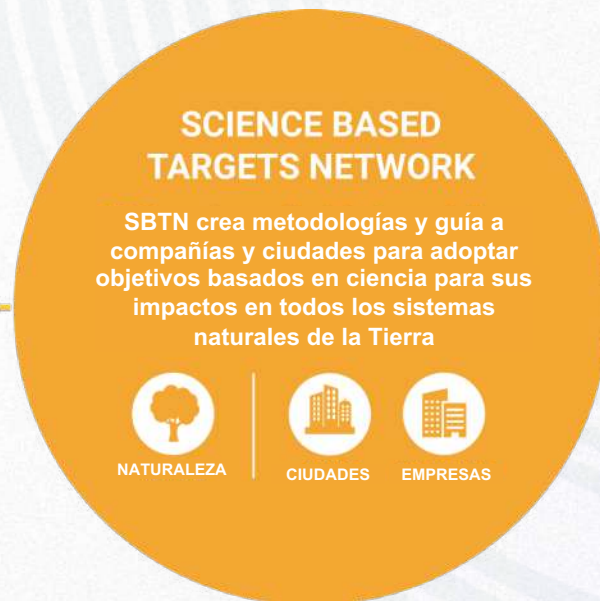 SCIENCE BASED
TARGETS NETWORK
SBTN crea metodologías y guía a
compañías y ciudades para adoptar
objetivos basados en ciencia para sus
impactos en todos los sistemas
naturales de la Tierra
NATURALEZA
CIUDADES
EMPRESAS